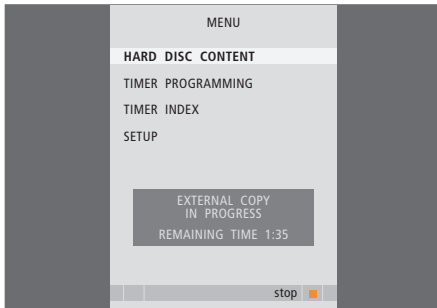 MENU
HARD DISC CONTENT
TIMER PROGRAMMING
TIMER INDEX
SETUP
EXTERNAL COPY
IN PROGRESS
REMAINING TIME 1:35
stop